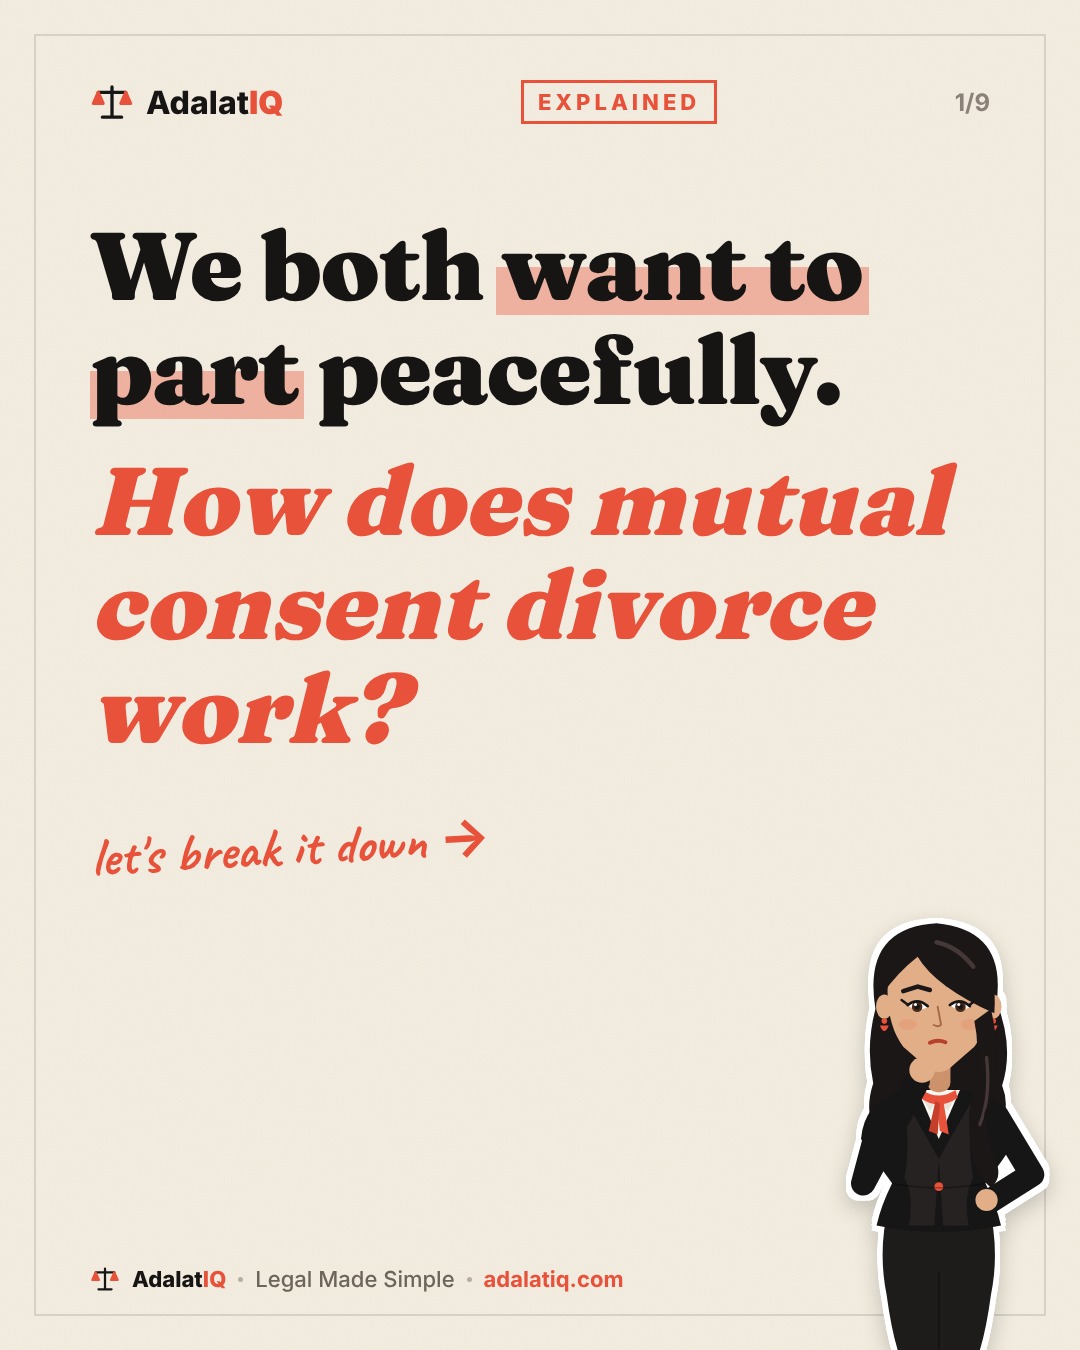 AdalatIQ
EXPLAINED
1/9
We both want to
part peacefully.
How does mutual
consent divorce
work?
let's break it down →
AdalatIQ • Legal Made Simple • adalatiq.com